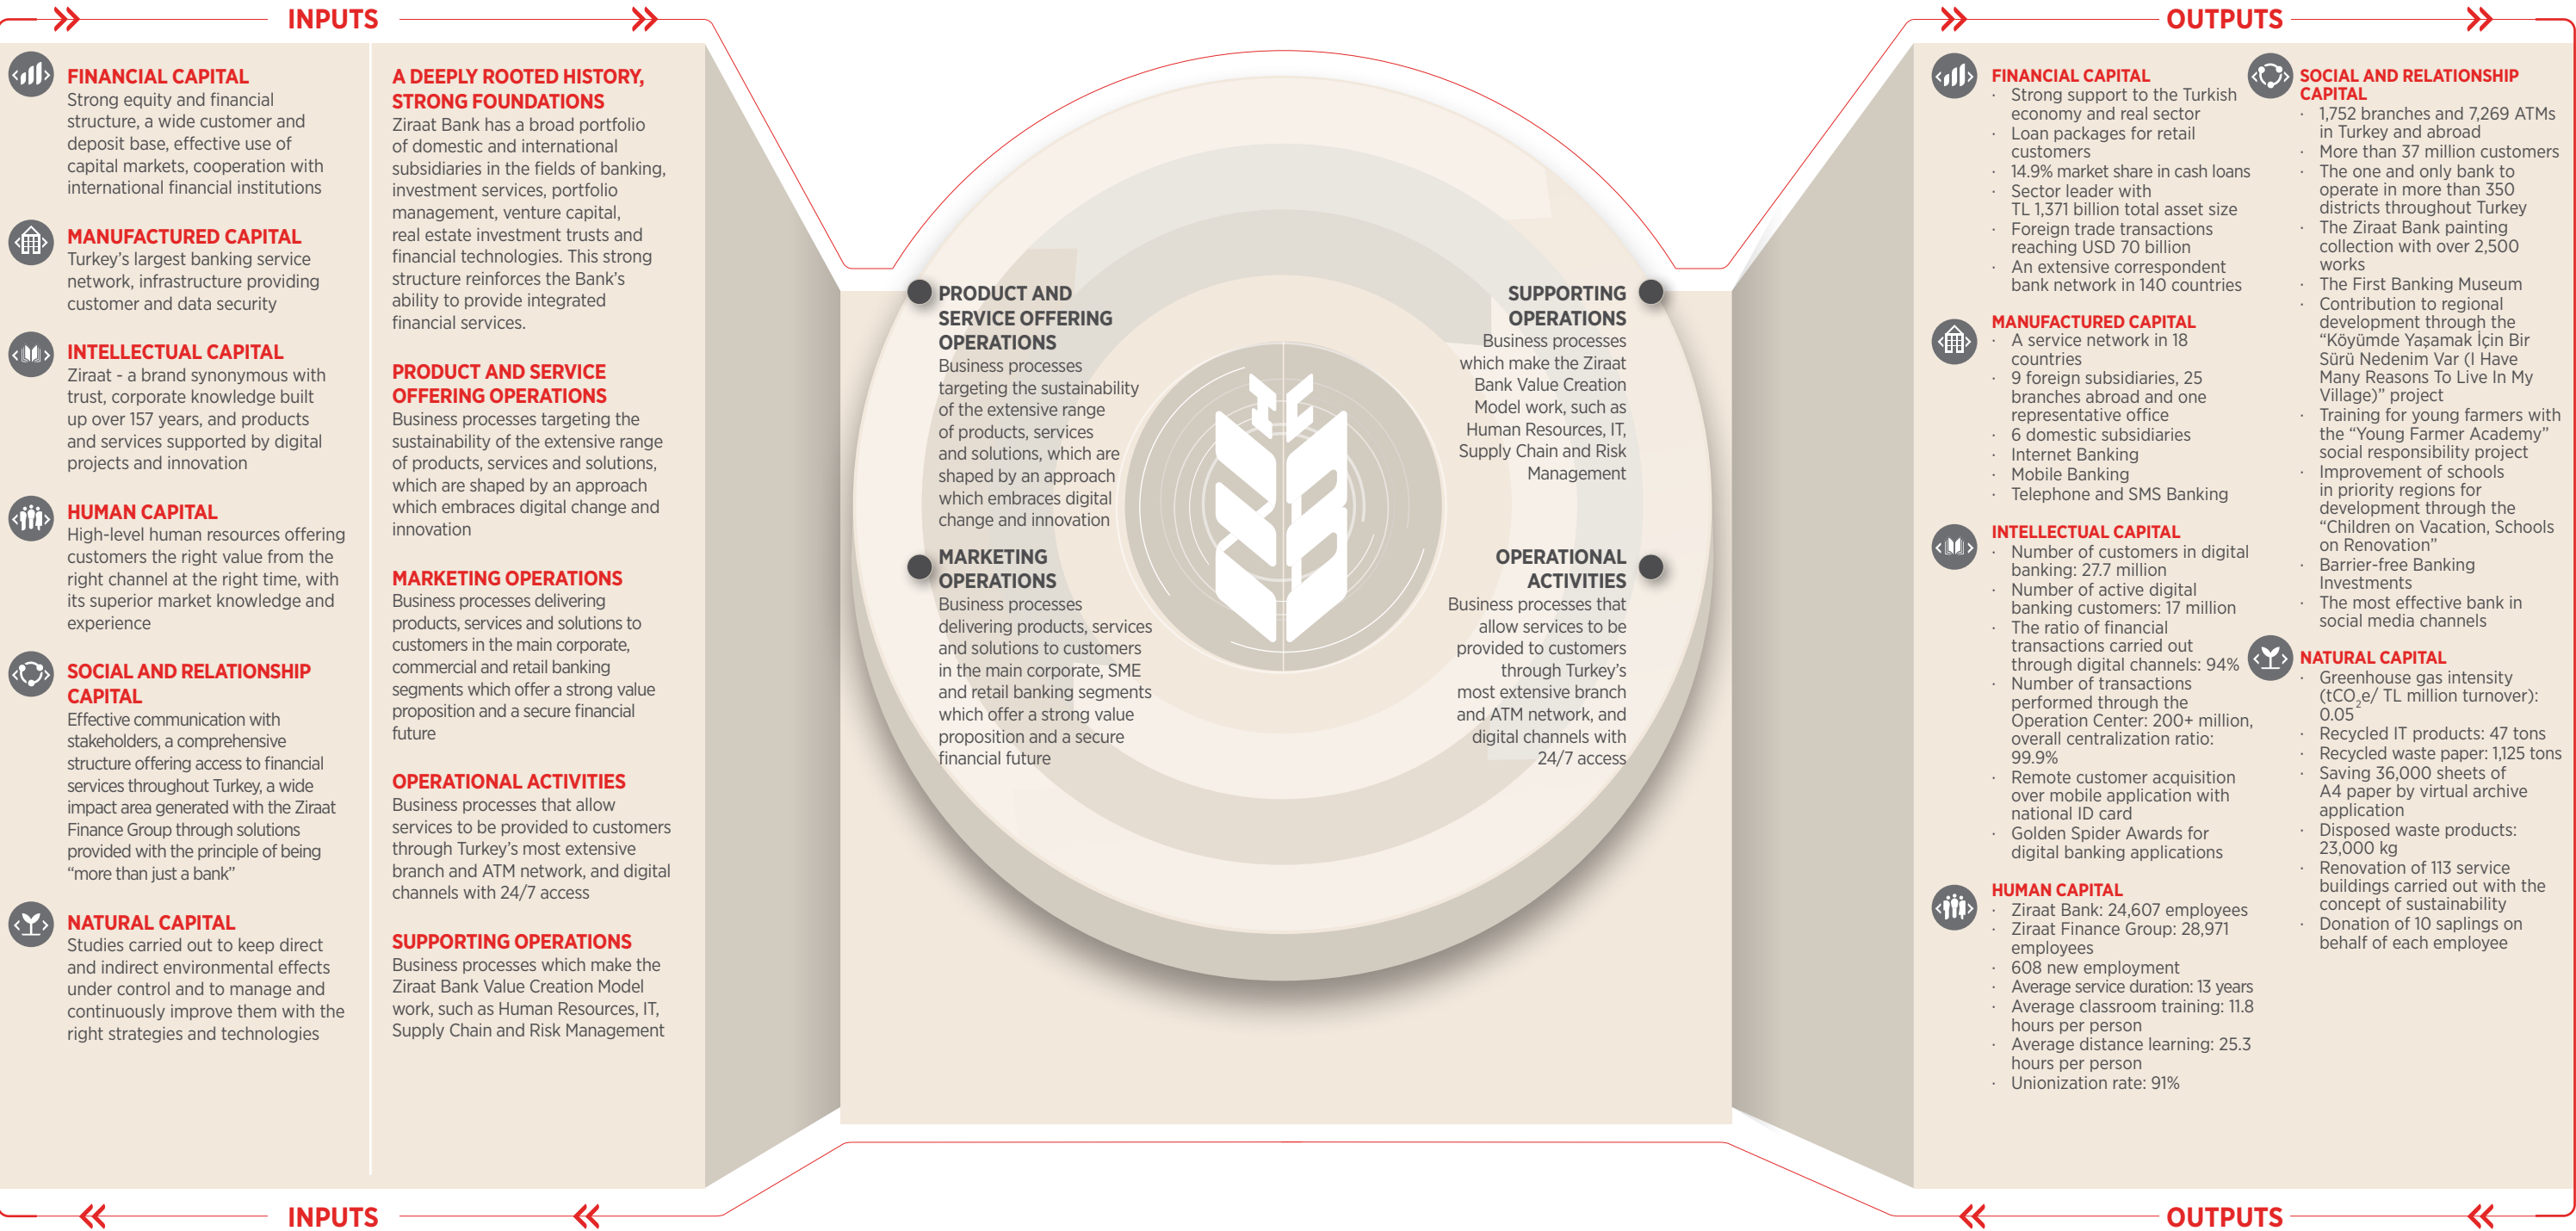 INPUTS
FINANCIAL CAPITAL
Strong equity and financial
structure, a wide customer and
deposit base, effective use of
capital markets, cooperation with
international financial institutions
MANUFACTURED CAPITAL
Turkey's largest banking service
network, infrastructure providing
customer and data security
INTELLECTUAL CAPITAL
Ziraat - a brand synonymous with
trust, corporate knowledge built
up over 157 years, and products
and services supported by digital
projects and innovation
HUMAN CAPITAL
High-level human resources offering
customers the right value from the
right channel at the right time, with
its superior market knowledge and
experience
SOCIAL AND RELATIONSHIP
CAPITAL
Effective communication with
stakeholders, a comprehensive
structure offering access to financial
services throughout Turkey, a wide
impact area generated with the Ziraat
Finance Group through solutions
provided with the principle of being
“more than just a bank”
NATURAL CAPITAL
Studies carried out to keep direct
and indirect environmental effects
under control and to manage and
continuously improve them with the
right strategies and technologies
A DEEPLY ROOTED HISTORY,
STRONG FOUNDATIONS
Ziraat Bank has a broad portfolio
of domestic and international
subsidiaries in the fields of banking,
investment services, portfolio
management, venture capital,
real estate investment trusts and
financial technologies. This strong
structure reinforces the Bank's
ability to provide integrated
financial services.
PRODUCT AND SERVICE
OFFERING OPERATIONS
Business processes targeting the
sustainability of the extensive range
of products, services and solutions,
which are shaped by an approach
which embraces digital change and
innovation
MARKETING OPERATIONS
Business processes delivering
products, services and solutions to
customers in the main corporate,
commercial and retail banking
segments which offer a strong value
proposition and a secure financial
future
OPERATIONAL ACTIVITIES
Business processes that allow
services to be provided to customers
through Turkey's most extensive
branch and ATM network, and digital
channels with 24/7 access
SUPPORTING OPERATIONS
Business processes which make the
Ziraat Bank Value Creation Model
work, such as Human Resources, IT,
Supply Chain and Risk Management
INPUTS
PRODUCT AND
SERVICE OFFERING
OPERATIONS
Business processes
targeting the sustainability
of the extensive range
of products, services
and solutions, which are
shaped by an approach
which embraces digital
change and innovation
MARKETING
OPERATIONS
Business processes
delivering products, services
and solutions to customers
in the main corporate, SME
and retail banking segments
which offer a strong value
proposition and a secure
financial future
SUPPORTING
OPERATIONS
Business processes
which make the Ziraat
Bank Value Creation
Model work, such as
Human Resources, IT,
Supply Chain and Risk
Management
OPERATIONAL
ACTIVITIES
Business processes that
allow services to be
provided to customers
through Turkey's
most extensive branch
and ATM network, and
digital channels with
24/7 access
OUTPUTS
FINANCIAL CAPITAL
· Strong support to the Turkish
economy and real sector
· Loan packages for retail
customers
· 14.9% market share in cash loans
· Sector leader with
TL 1,371 billion total asset size
· Foreign trade transactions
reaching USD 70 billion
· An extensive correspondent
bank network in 140 countries
MANUFACTURED CAPITAL
· A service network in 18
countries
· 9 foreign subsidiaries, 25
branches abroad and one
representative office
· 6 domestic subsidiaries
· Internet Banking
· Mobile Banking
· Telephone and SMS Banking
INTELLECTUAL CAPITAL
· Number of customers in digital
banking: 27.7 million
· Number of active digital
banking customers: 17 million
· The ratio of financial
transactions carried out
through digital channels: 94%
· Number of transactions
performed through the
Operation Center: 200+ million,
overall centralization ratio:
99.9%
· Remote customer acquisition
over mobile application with
national ID card
· Golden Spider Awards for
digital banking applications
HUMAN CAPITAL
· Ziraat Bank: 24,607 employees
· Ziraat Finance Group: 28,971
employees
· 608 new employment
· Average service duration: 13 years
· Average classroom training: 11.8
hours per person
· Average distance learning: 25.3
hours per person
· Unionization rate: 91%
SOCIAL AND RELATIONSHIP
CAPITAL
· 1,752 branches and 7,269 ATMs
in Turkey and abroad
· More than 37 million customers
· The one and only bank to
operate in more than 350
districts throughout Turkey
· The Ziraat Bank painting
collection with over 2,500
works
· The First Banking Museum
· Contribution to regional
development through the
“Köyümde Yaşamak İçin Bir
Sürü Nedenim Var (I Have
Many Reasons To Live In My
Village)” project
· Training for young farmers with
the “Young Farmer Academy”
social responsibility project
· Improvement of schools
in priority regions for
development through the
“Children on Vacation, Schools
on Renovation”
· Barrier-free Banking
Investments
· The most effective bank in
social media channels
NATURAL CAPITAL
· Greenhouse gas intensity
(tCO₂e/ TL million turnover):
0.05
· Recycled IT products: 47 tons
· Recycled waste paper: 1,125 tons
· Saving 36,000 sheets of
A4 paper by virtual archive
application
· Disposed waste products:
23,000 kg
· Renovation of 113 service
buildings carried out with the
concept of sustainability
· Donation of 10 saplings on
behalf of each employee
OUTPUTS